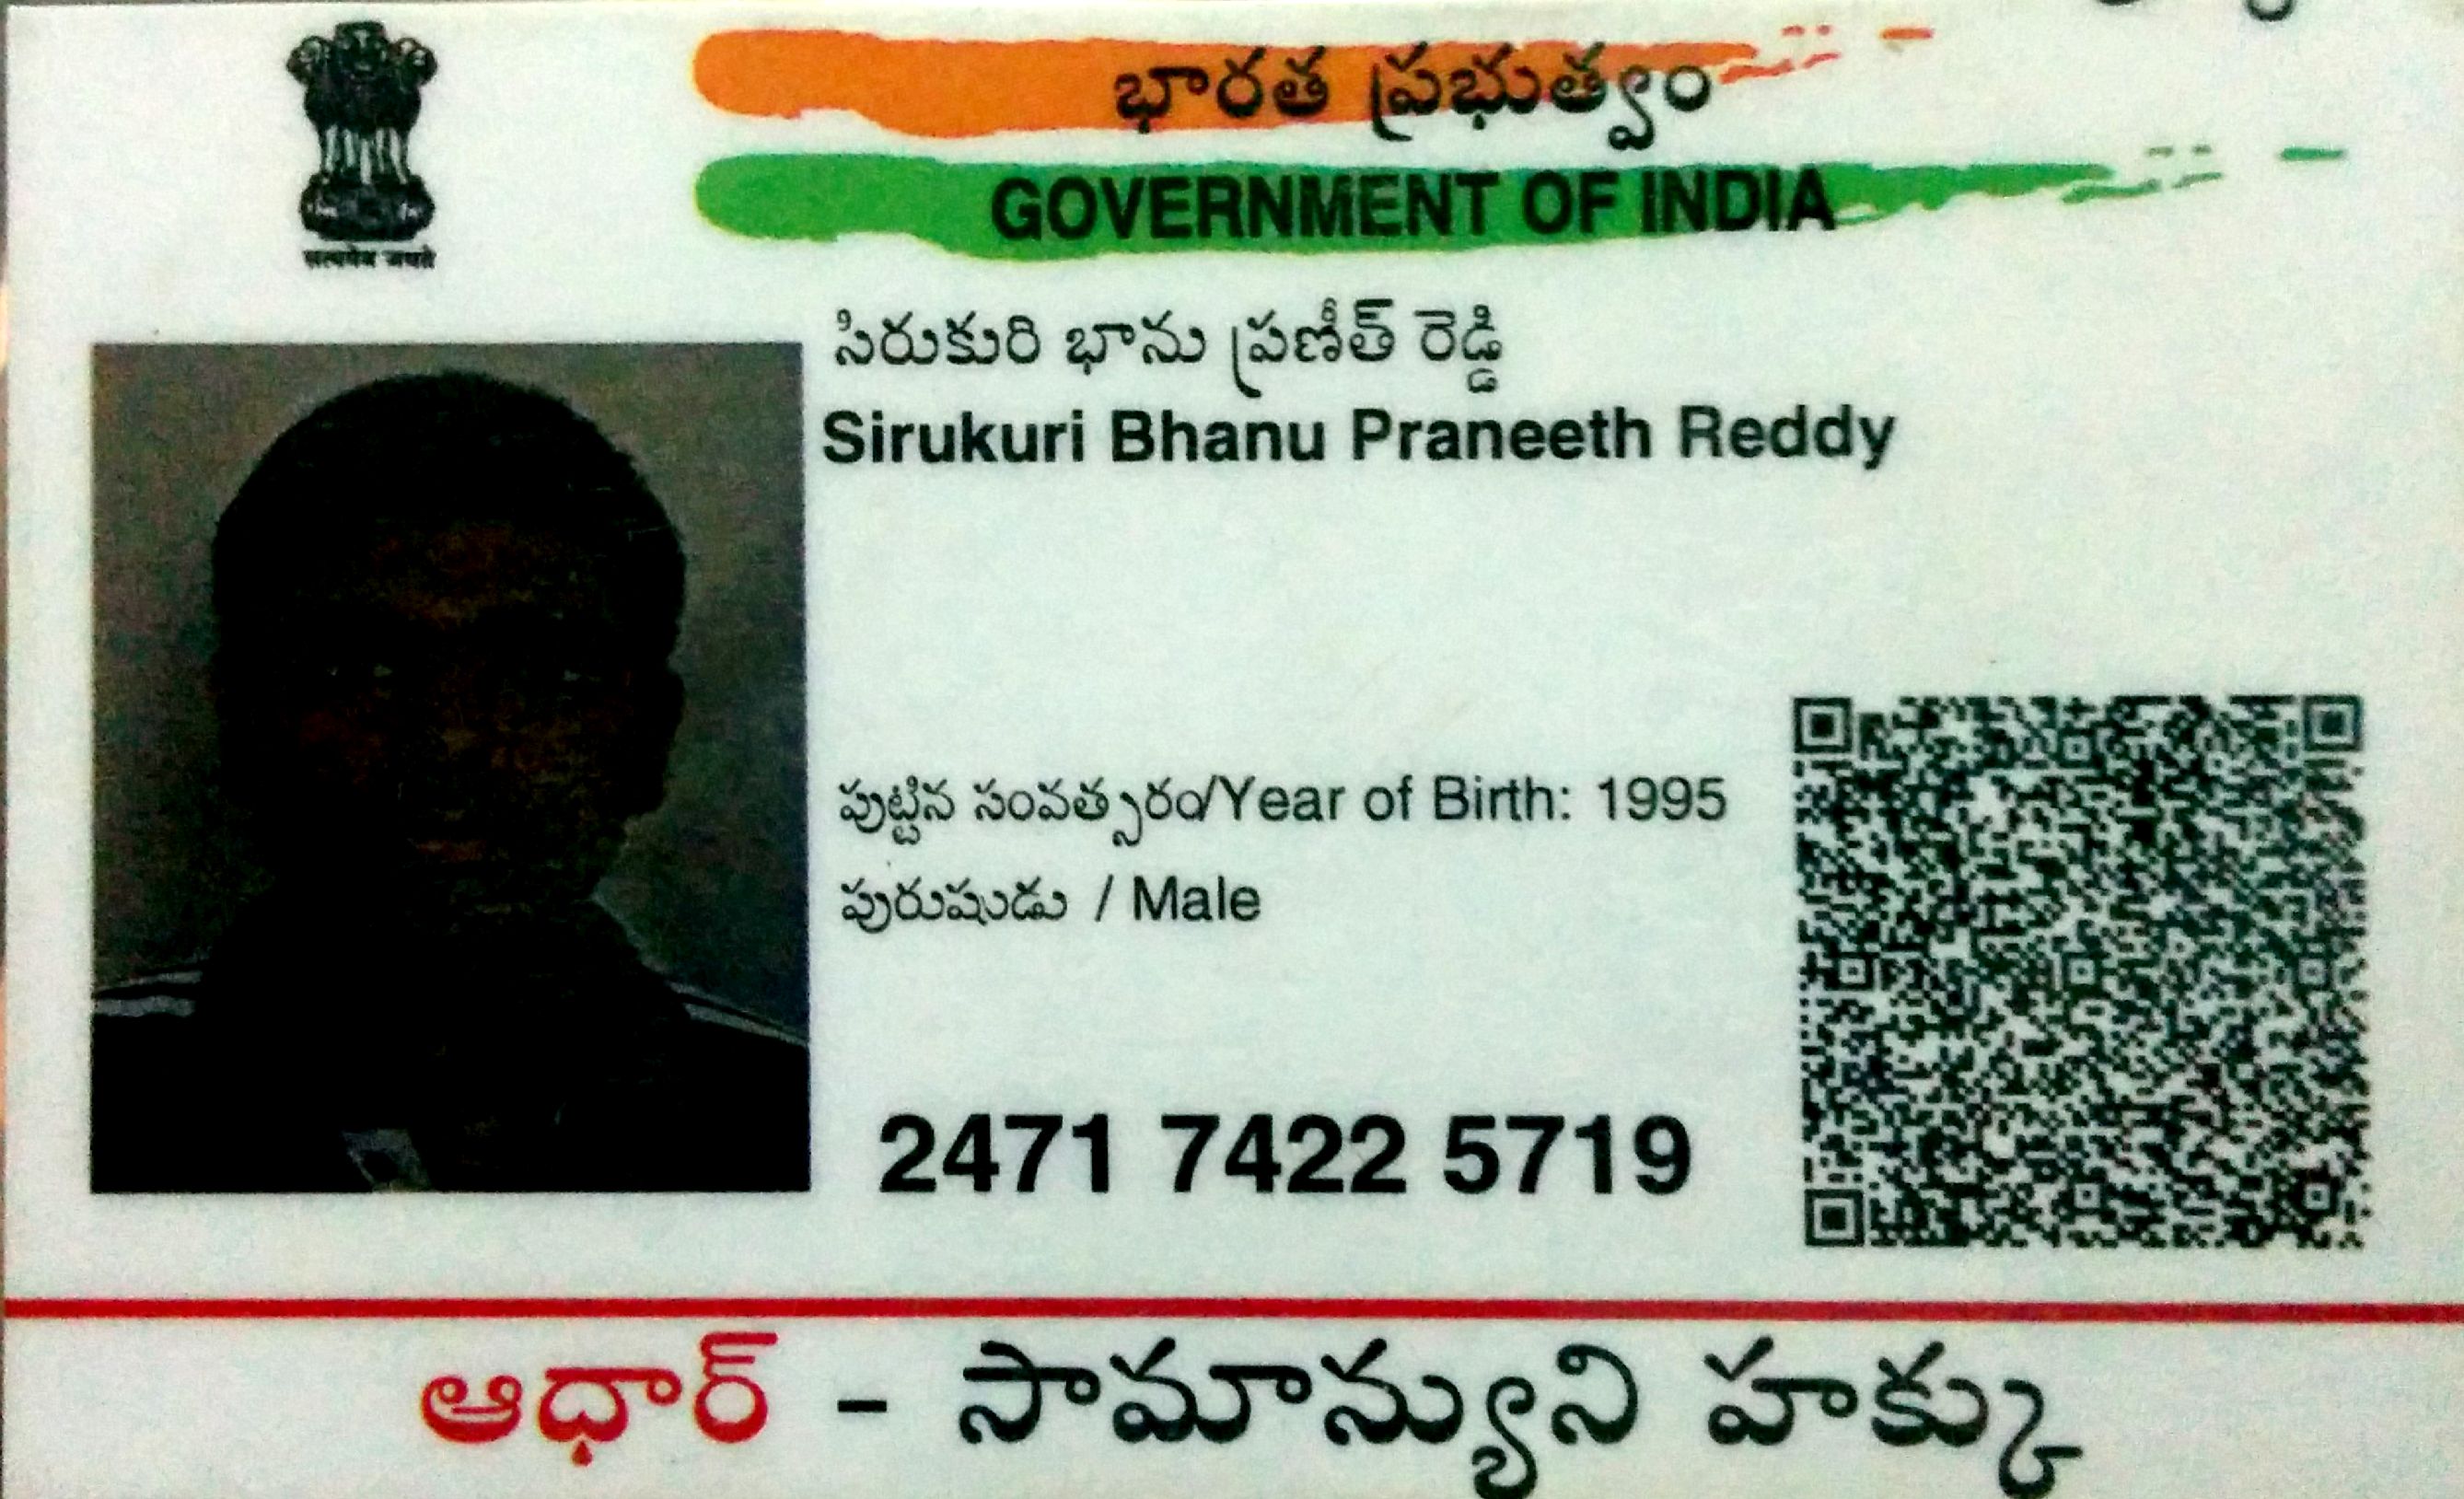 భారత ప్రభుత్వం
GOVERNMENT OF INDIA
सत्यमेव जयते
సిరుకురి భాను ప్రణీత్ రెడ్డి
Sirukuri Bhanu Praneeth Reddy
పుట్టిన సంవత్సరం/Year of Birth: 1995
పురుషుడు / Male
2471 7422 5719
ఆధార్ - సామాన్యుని హక్కు